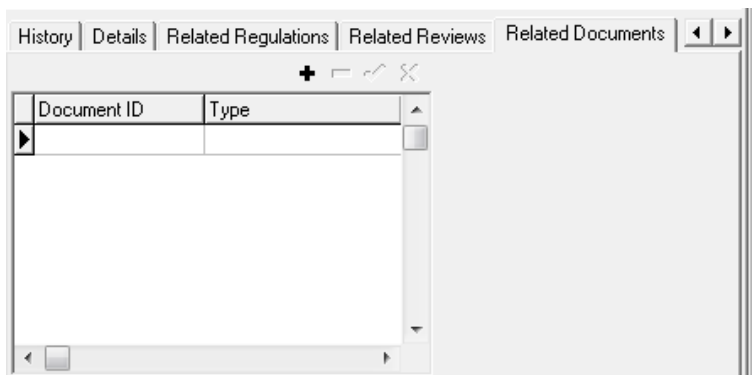 History Details Related Regulations Related Reviews Related Documents
Document ID Type